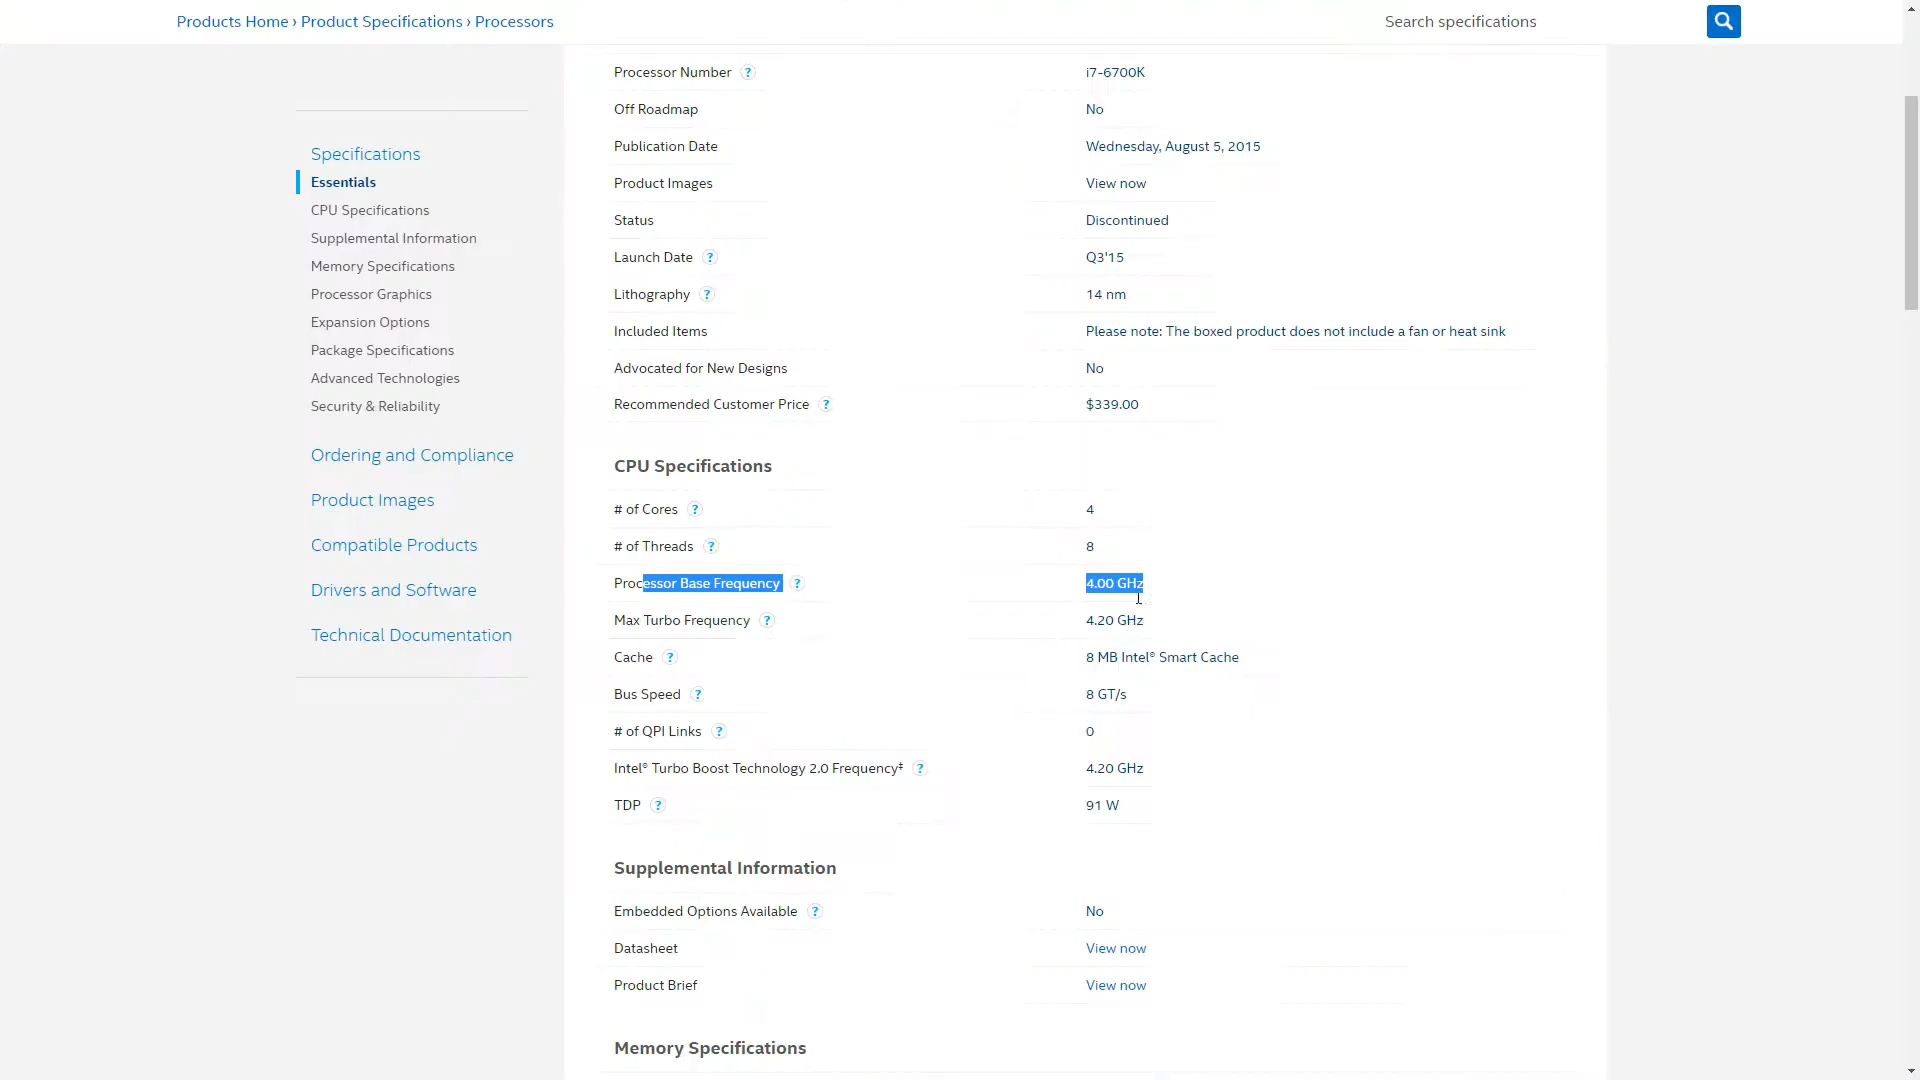 Products Home › Product Specifications › Processors
Search specifications
Specifications
Essentials
CPU Specifications
Supplemental Information
Memory Specifications
Processor Graphics
Expansion Options
Package Specifications
Advanced Technologies
Security & Reliability
Ordering and Compliance
Product Images
Compatible Products
Drivers and Software
Technical Documentation
Processor Number ? i7-6700K
Off Roadmap No
Publication Date Wednesday, August 5, 2015
Product Images View now
Status Discontinued
Launch Date ? Q3'15
Lithography ? 14 nm
Included Items Please note: The boxed product does not include a fan or heat sink
Advocated for New Designs No
Recommended Customer Price ? $339.00
CPU Specifications
# of Cores ? 4
# of Threads ? 8
Processor Base Frequency ? 4.00 GHz
Max Turbo Frequency ? 4.20 GHz
Cache ? 8 MB Intel® Smart Cache
Bus Speed ? 8 GT/s
# of QPI Links ? 0
Intel® Turbo Boost Technology 2.0 Frequency‡ ? 4.20 GHz
TDP ? 91 W
Supplemental Information
Embedded Options Available ? No
Datasheet View now
Product Brief View now
Memory Specifications